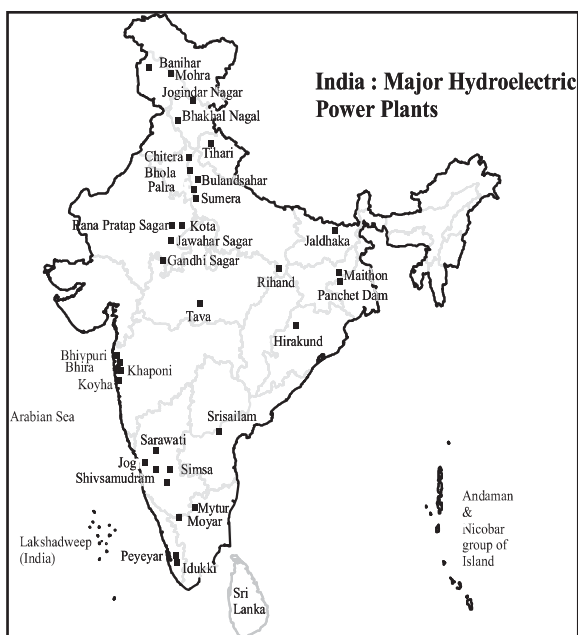 India : Major Hydroelectric
Power Plants
Banihar
Mohra
Jogindar Nagar
Bhakhal Nagal
Tihari
Chitera
Bhola
Bulandsahar
Palra
Sumera
Rana Pratap Sagar
Kota
Jawahar Sagar
Jaldhaka
Gandhi Sagar
Rihand
Maithon
Panchet Dam
Tava
Hirakund
Bhivpuri
Bhira
Khaponi
Koyha
Arabian Sea
Srisailam
Sarawati
Jog
Simsa
Shivsamudram
Mytur
Moyar
Andaman
&
Nicobar
group of
Island
Lakshadweep
(India)
Peyeyar
Idukki
Sri
Lanka